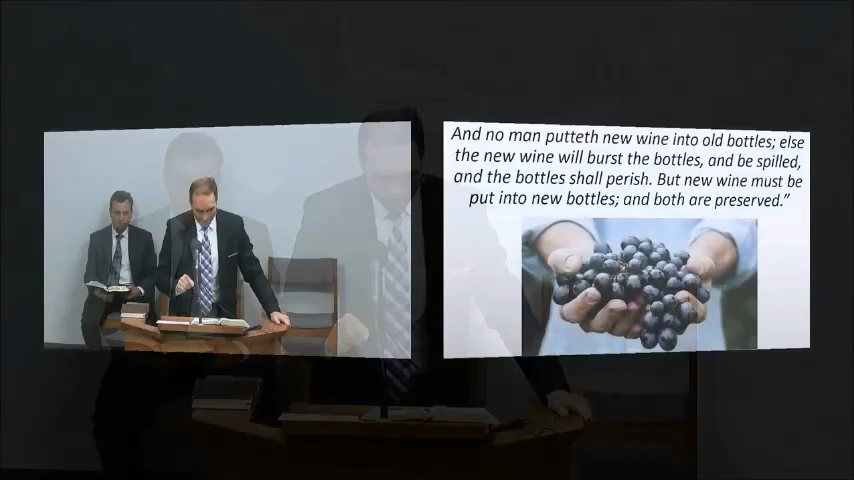 And no man putteth new wine into old bottles; else
the new wine will burst the bottles, and be spilled,
and the bottles shall perish. But new wine must be
put into new bottles; and both are preserved.”